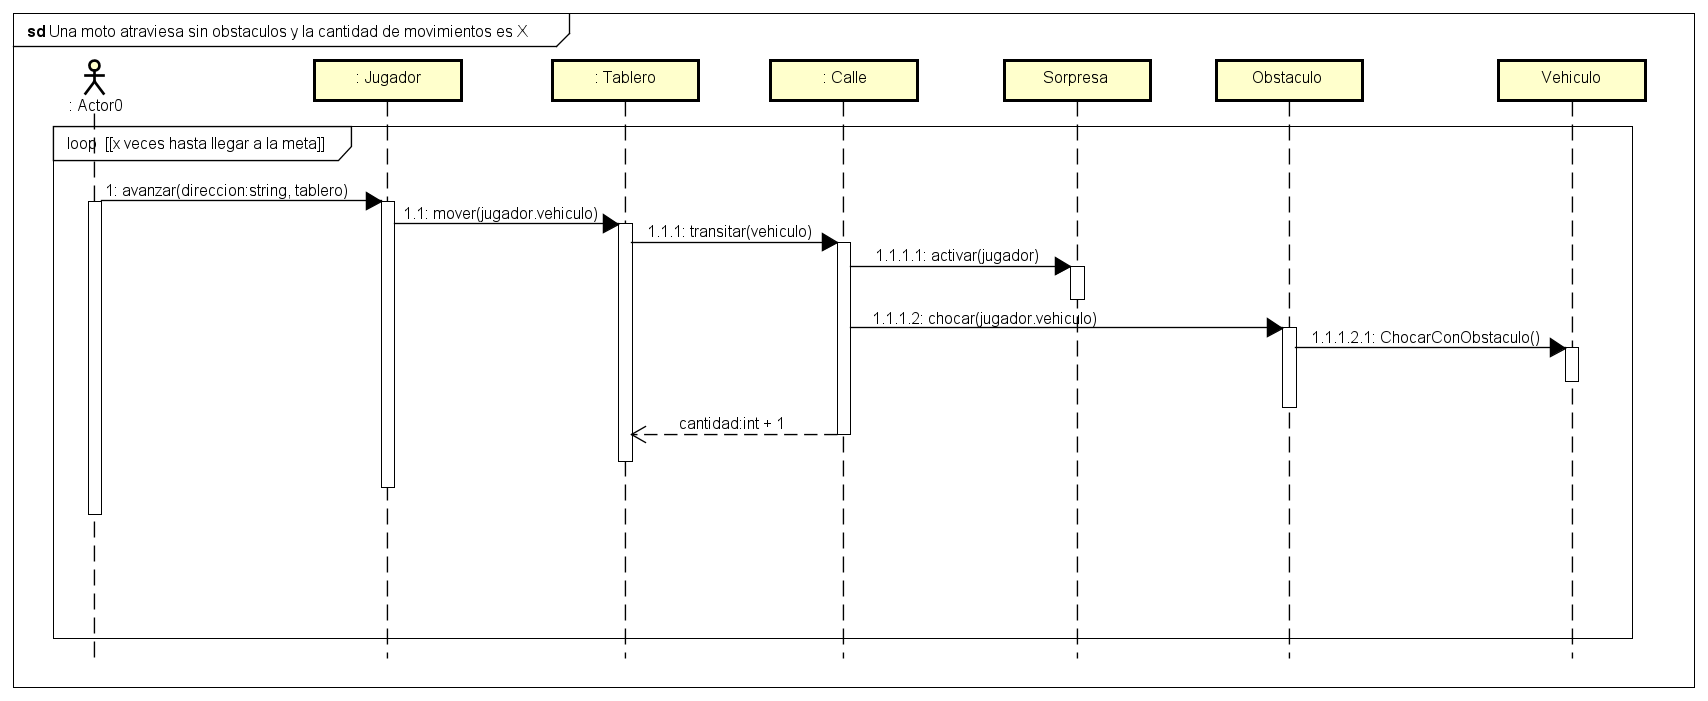 sd Una moto atraviesa sin obstaculos y la cantidad de movimientos es X
: Actor0
: Jugador
: Tablero
: Calle
Sorpresa
Obstaculo
Vehiculo
loop [[x veces hasta llegar a la meta]]
1: avanzar(direccion:string, tablero)
1.1: mover(jugador.vehiculo)
1.1.1: transitar(vehiculo)
1.1.1.1: activar(jugador)
1.1.1.2: chocar(jugador.vehiculo)
1.1.1.2.1: ChocarConObstaculo()
cantidad:int + 1